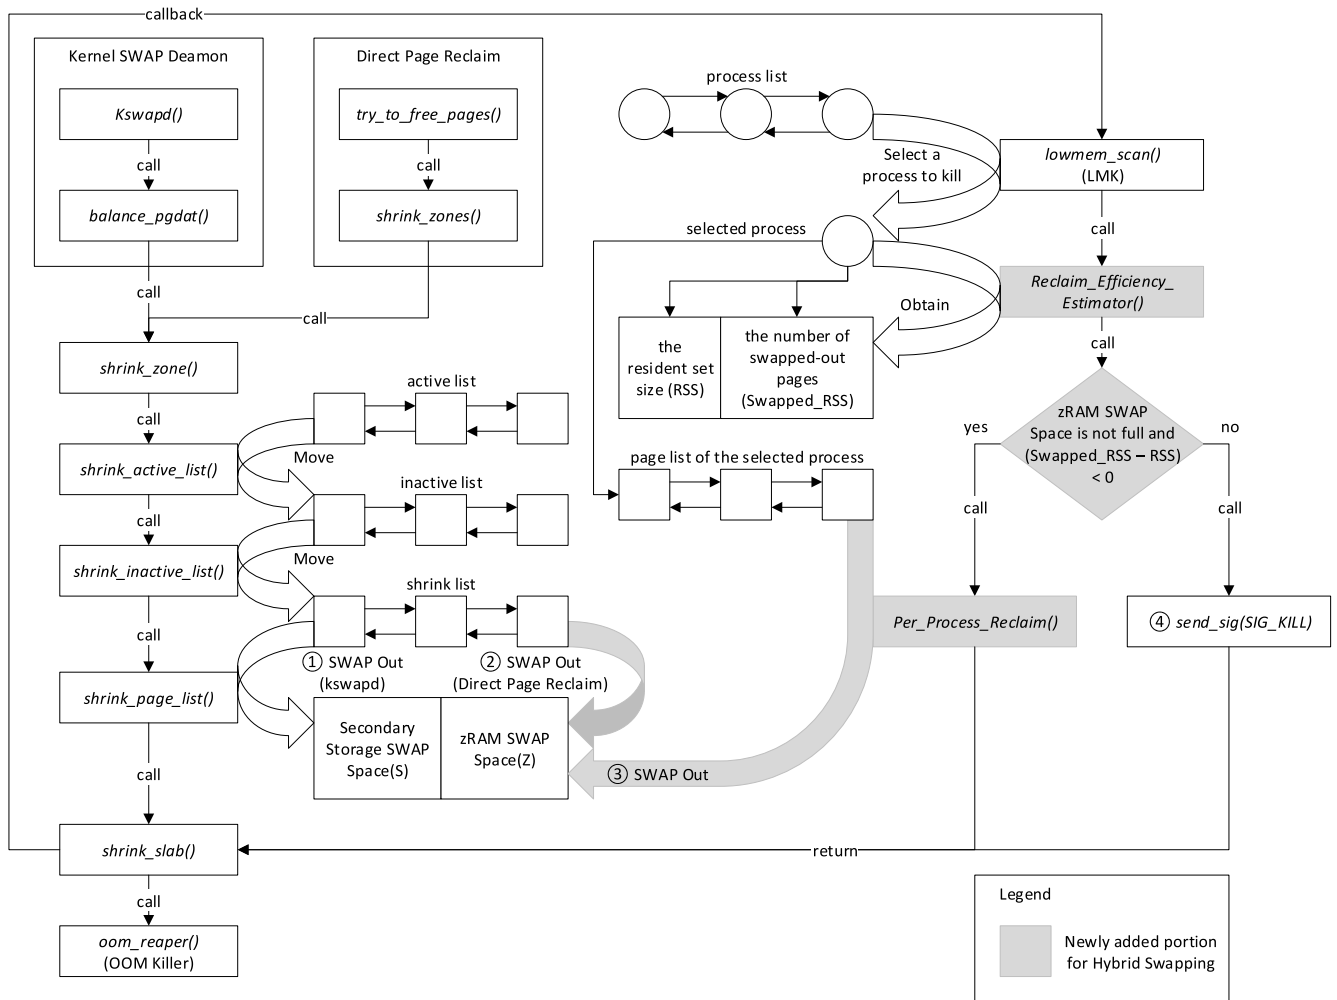 callback
Kernel SWAP Deamon
Kswapd()
call
balance_pgdat()
Direct Page Reclaim
try_to_free_pages()
call
shrink_zones()
call
call
shrink_zone()
call
shrink_active_list()
call
shrink_inactive_list()
call
shrink_page_list()
call
shrink_slab()
call
oom_reaper()
(OOM Killer)
active list
Move
inactive list
Move
shrink list
① SWAP Out
(kswapd)
② SWAP Out
(Direct Page Reclaim)
Secondary
Storage SWAP
Space(S)
zRAM SWAP
Space(Z)
process list
Select a
process to kill
lowmem_scan()
(LMK)
call
selected process
Obtain
Reclaim_Efficiency_
Estimator()
call
the
resident set
size (RSS)
the number of
swapped-out
pages
(Swapped_RSS)
page list of the selected process
zRAM SWAP
Space is not full and
(Swapped_RSS – RSS)
< 0
yes
no
call
call
Per_Process_Reclaim()
④ send_sig(SIG_KILL)
③ SWAP Out
return
Legend
Newly added portion
for Hybrid Swapping